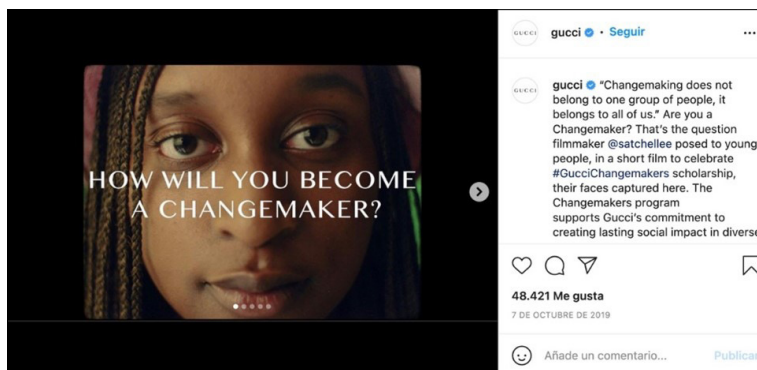 HOW WILL YOU BECOME
A CHANGEMAKER?
GUCCI
gucci • Seguir
GUCCI
gucci "Changemaking does not
belong to one group of people, it
belongs to all of us." Are you a
Changemaker? That's the question
filmmaker @satchellee posed to young
people, in a short film to celebrate
#GucciChangemakers scholarship,
their faces captured here. The
Changemakers program
supports Gucci's commitment to
creating lasting social impact in diverse
48.421 Me gusta
7 DE OCTUBRE DE 2019
Añade un comentario...
Publicar